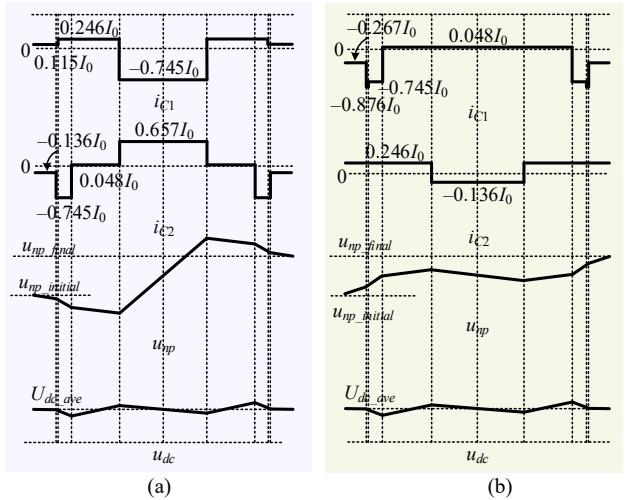 0.246I0
0
0.115I0
−0.745I0
iC1
−0.136I0
0.657I0
0
0.048I0
−0.745I0
iC2
unp_final
unp_initial
unp
Udc_ave
udc
(a)
−0.267I0
0.048I0
0
−0.745I0
−0.876I0
iC1
0.246I0
0
−0.136I0
iC2
unp_final
unp_initial
unp
Udc_ave
udc
(b)